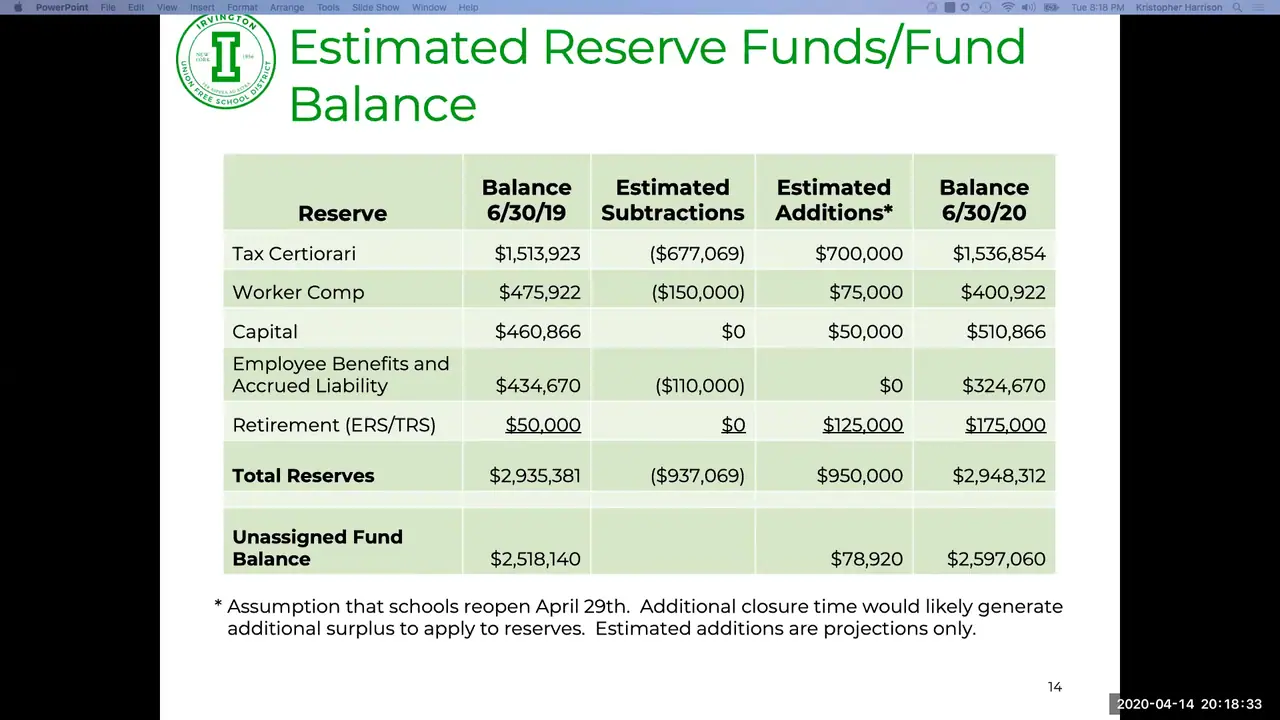 PowerPoint File Edit View Insert Format Arrange Tools Slide Show Window Help Tue 8:18 PM Kristopher Harrison
IRVINGTON
NEW YORK
I
UNION FREE SCHOOL DISTRICT
Estimated Reserve Funds/Fund
Balance
Reserve Balance 6/30/19 Estimated Subtractions Estimated Additions* Balance 6/30/20
Tax Certiorari $1,513,923 ($677,069) $700,000 $1,536,854
Worker Comp $475,922 ($150,000) $75,000 $400,922
Capital $460,866 $0 $50,000 $510,866
Employee Benefits and
Accrued Liability $434,670 ($110,000) $0 $324,670
Retirement (ERS/TRS) $50,000 $0 $125,000 $175,000
Total Reserves $2,935,381 ($937,069) $950,000 $2,948,312
Unassigned Fund
Balance $2,518,140 $78,920 $2,597,060
* Assumption that schools reopen April 29th. Additional closure time would likely generate
additional surplus to apply to reserves. Estimated additions are projections only.
14
2020-04-14 20:18:33